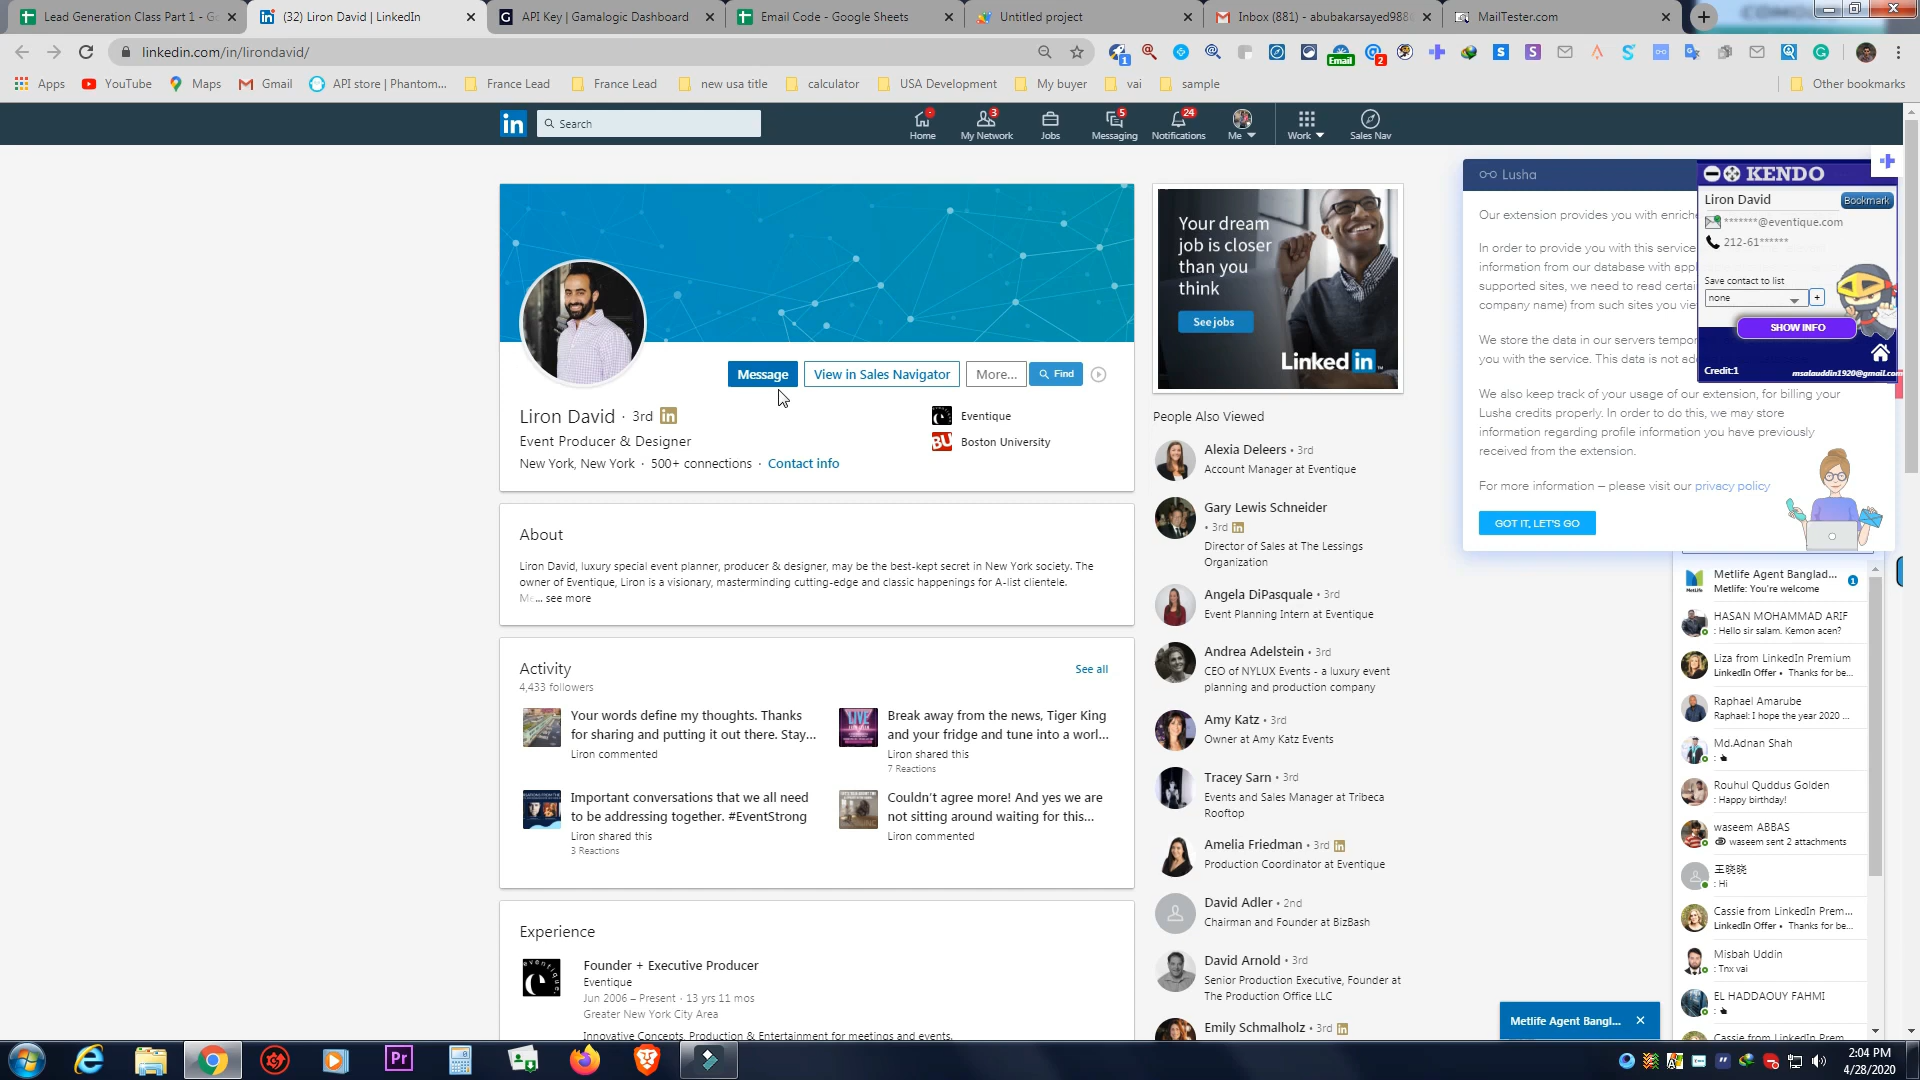 Lead Generation Class Part 1 - Go
(32) Liron David | LinkedIn
API Key | Gamalogic Dashboard
Email Code - Google Sheets
Untitled project
Inbox (881) - abubakarsayed988
MailTester.com
linkedin.com/in/lirondavid/
Apps
YouTube
Maps
Gmail
API store | Phantom...
France Lead
France Lead
new usa title
calculator
USA Development
My buyer
vai
sample
Other bookmarks
in
Search
Home
My Network
Jobs
Messaging
Notifications
Me
Work
Sales Nav
3
5
24
Message
View in Sales Navigator
More...
Find
Liron David · 3rd
Event Producer & Designer
New York, New York · 500+ connections · Contact info
Eventique
Boston University
About
Liron David, luxury special event planner, producer & designer, may be the best-kept secret in New York society. The
owner of Eventique, Liron is a visionary, masterminding cutting-edge and classic happenings for A-list clientele.
... see more
Activity
4,433 followers
See all
Your words define my thoughts. Thanks
for sharing and putting it out there. Stay...
Liron commented
Break away from the news, Tiger King
and your fridge and tune into a worl...
Liron shared this
7 Reactions
Important conversations that we all need
to be addressing together. #EventStrong
Liron shared this
3 Reactions
Couldn't agree more! And yes we are
not sitting around waiting for this...
Liron commented
Experience
Founder + Executive Producer
Eventique
Jun 2006 – Present · 13 yrs 11 mos
Greater New York City Area
Innovative Concepts, Production & Entertainment for meetings and events.
Your dream
job is closer
than you
think
See jobs
Linked in
People Also Viewed
Alexia Deleers • 3rd
Account Manager at Eventique
Gary Lewis Schneider
• 3rd
Director of Sales at The Lessings
Organization
Angela DiPasquale • 3rd
Event Planning Intern at Eventique
Andrea Adelstein • 3rd
CEO of NYLUX Events - a luxury event
planning and production company
Amy Katz • 3rd
Owner at Amy Katz Events
Tracey Sarn • 3rd
Events and Sales Manager at Tribeca
Rooftop
Amelia Friedman • 3rd
Production Coordinator at Eventique
David Adler • 2nd
Chairman and Founder at BizBash
David Arnold • 3rd
Senior Production Executive, Founder at
The Production Office LLC
Emily Schmalholz • 3rd
Lusha
Our extension provides you with enriche
In order to provide you with this service
information from our database with app
supported sites, we need to read certai
company name) from such sites you vie
We store the data in our servers tempor
you with the service. This data is not ad
We also keep track of your usage of our extension, for billing your
Lusha credits properly. In order to do this, we may store
information regarding profile information you have previously
received from the extension.
For more information – please visit our privacy policy
GOT IT, LET'S GO
KENDO
Liron David
Bookmark
*******@eventique.com
212-61******
Save contact to list
none
+
SHOW INFO
Credit:1
msalauddin1920@gmail.com
Metlife Agent Banglad...
Metlife: You're welcome
1
HASAN MOHAMMAD ARIF
: Hello sir salam. Kemon acen?
Liza from LinkedIn Premium
LinkedIn Offer • Thanks for be...
Raphael Amarube
Raphael: I hope the year 2020 ...
Md.Adnan Shah
Rouhul Quddus Golden
: Happy birthday!
waseem ABBAS
waseem sent 2 attachments
王晓晓
: Hi
Cassie from LinkedIn Prem...
LinkedIn Offer • Thanks for be...
Misbah Uddin
: Tnx vai
EL HADDAOUY FAHMI
Cassie from LinkedIn Prem
Metlife Agent Bangl...
2:04 PM
4/28/2020